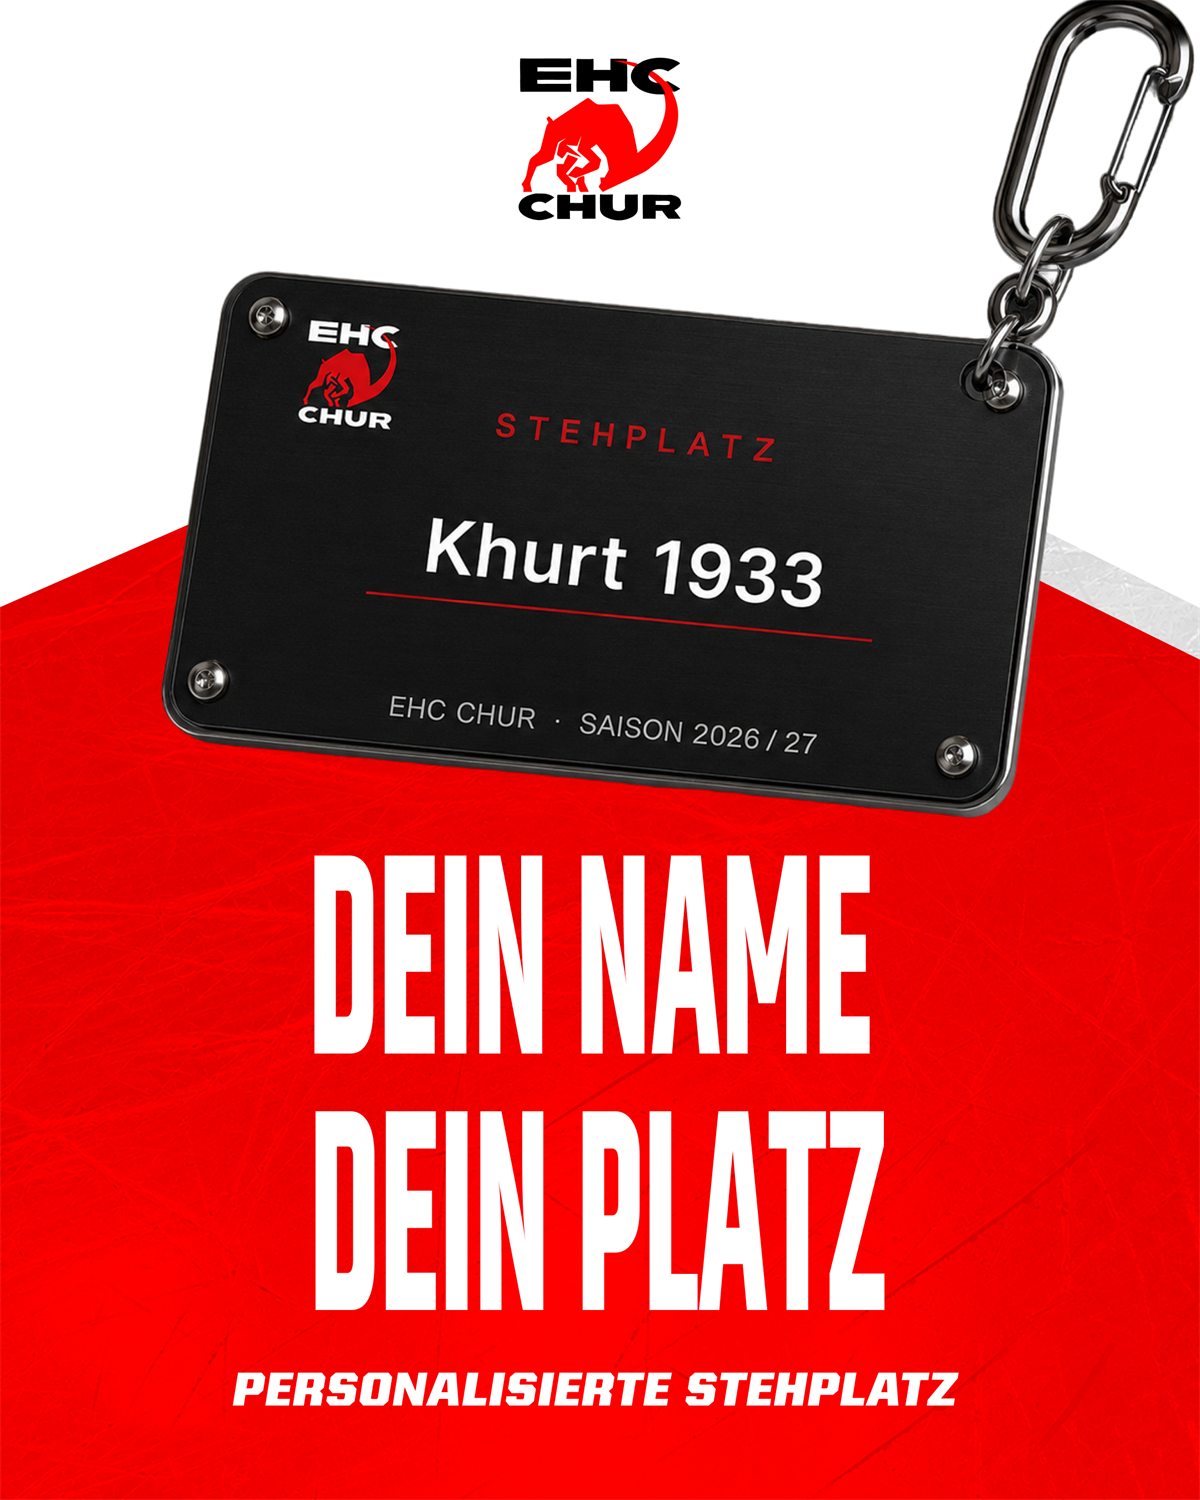 EHC
CHUR
EHC
CHUR
STEHPLATZ
Khurt 1933
EHC CHUR · SAISON 2026 / 27
DEIN NAME
DEIN PLATZ
PERSONALISIERTE STEHPLATZ